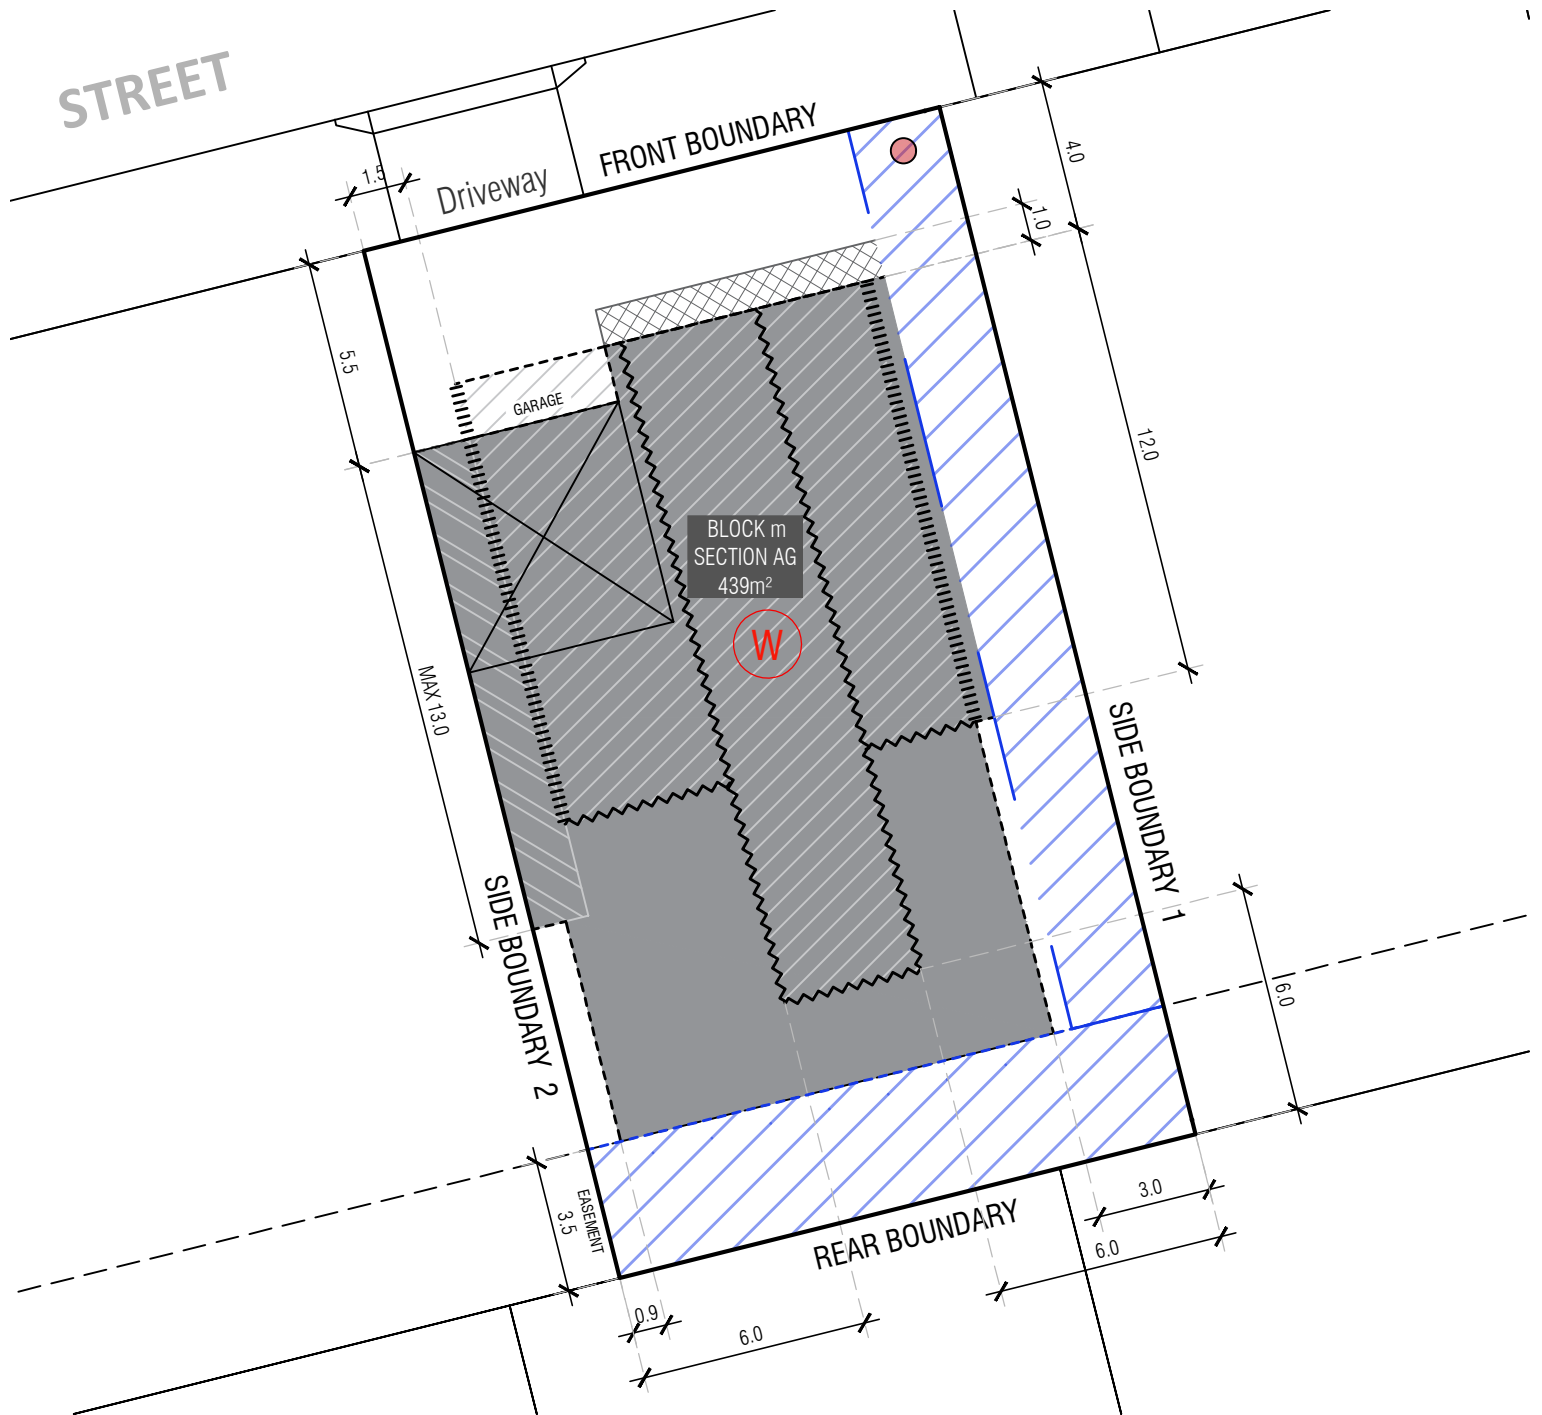 STREET
FRONT BOUNDARY
Driveway
1.5
4.0
1.0
5.5
GARAGE
12.0
BLOCK m
SECTION AG
439m²
W
MAX 13.0
SIDE BOUNDARY 1
SIDE BOUNDARY 2
6.0
EASEMENT
3.5
REAR BOUNDARY
3.0
6.0
0.9
6.0